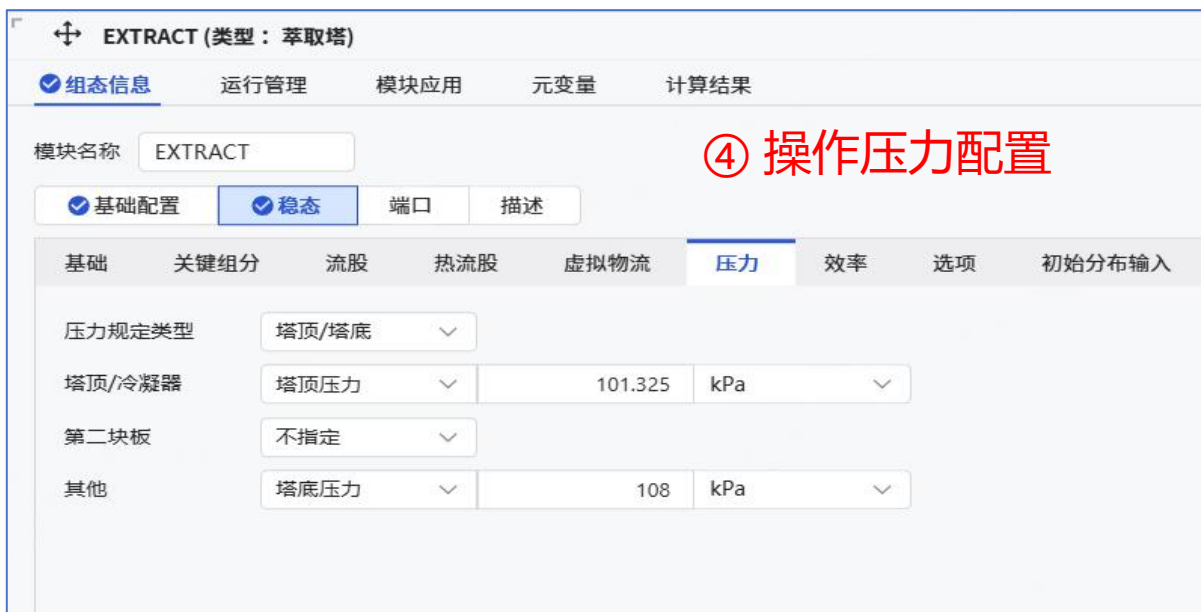 EXTRACT (类型： 萃取塔)
组态信息 运行管理 模块应用 元变量 计算结果
模块名称 EXTRACT
④ 操作压力配置
基础配置 稳态 端口 描述
基础 关键组分 流股 热流股 虚拟物流 压力 效率 选项 初始分布输入
压力规定类型 塔顶/塔底
塔顶/冷凝器 塔顶压力 101.325 kPa
第二块板 不指定
其他 塔底压力 108 kPa